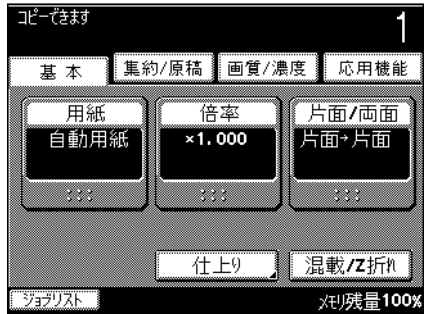 コピーできます
1
基本 集約/原稿 画質/濃度 応用機能
用紙 倍率 片面/両面
自動用紙 ×1.000 片面→片面
仕上り 混載/Z折れ
ジョブリスト メモリ残量100%